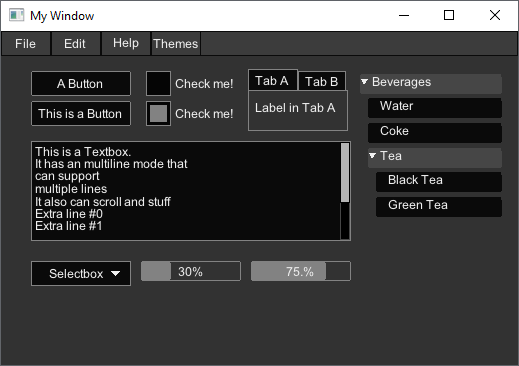 My Window
File Edit Help Themes
A Button
Check me!
This is a Button
Check me!
Tab A Tab B
Label in Tab A
Beverages
Water
Coke
Tea
Black Tea
Green Tea
This is a Textbox.
It has an multiline mode that
can support
multiple lines
It also can scroll and stuff
Extra line #0
Extra line #1
Selectbox
30%
75.%